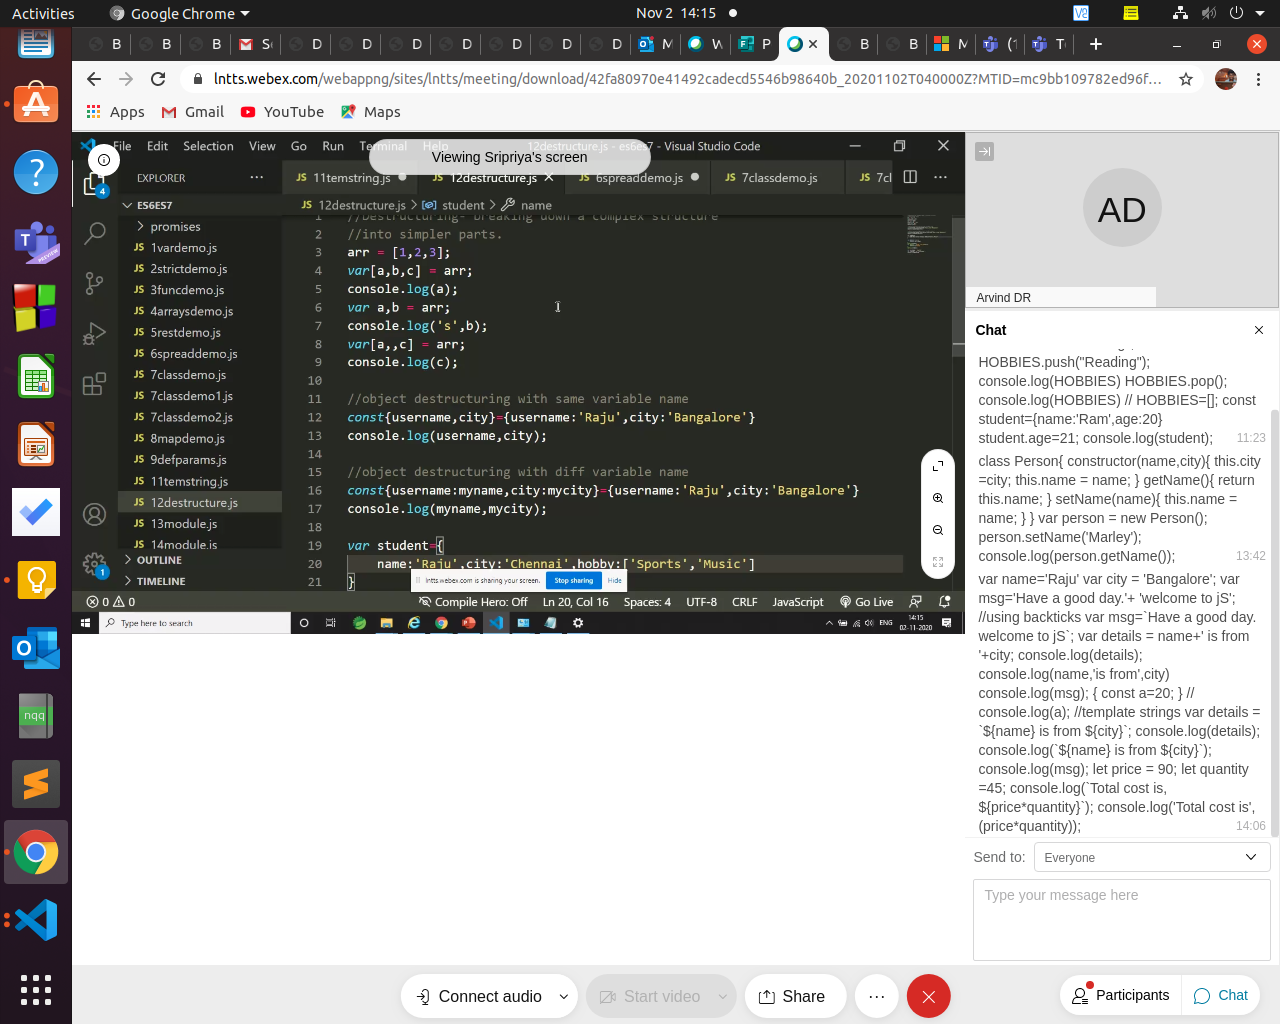 Activities
Google Chrome
Nov 2 14:15
B
B
B
S
D
D
D
D
D
D
D
M
W
P
B
B
M
(1
T
lntts.webex.com/webappng/sites/lntts/meeting/download/42fa80970e41492cadecd5546b98640b_20201102T040000Z?MTID=mc9bb109782ed96f...
Apps
Gmail
YouTube
Maps
File Edit Selection View Go Run Terminal Help
12destructure.js - es6es7 - Visual Studio Code
Viewing Sripriya's screen
EXPLORER
11temstring.js
12destructure.js
6spreaddemo.js
7classdemo.js
7cl
ES6ES7
12destructure.js > student > name
promises
1vardemo.js
2strictdemo.js
3funcdemo.js
4arraysdemo.js
5restdemo.js
6spreaddemo.js
7classdemo.js
7classdemo1.js
7classdemo2.js
8mapdemo.js
9defparams.js
11temstring.js
12destructure.js
13module.js
14module.js
OUTLINE
TIMELINE
4
1
1 //Destructuring- breaking down a complex structure
2 //into simpler parts.
3 arr = [1,2,3];
4 var[a,b,c] = arr;
5 console.log(a);
6 var a,b = arr;
7 console.log('s',b);
8 var[a,,c] = arr;
9 console.log(c);
10
11 //object destructuring with same variable name
12 const{username,city}={username:'Raju',city:'Bangalore'}
13 console.log(username,city);
14
15 //object destructuring with diff variable name
16 const{username:myname,city:mycity}={username:'Raju',city:'Bangalore'}
17 console.log(myname,mycity);
18
19 var student={
20 name:'Raju',city:'Chennai',hobby:['Sports','Music']
21 }
lntts.webex.com is sharing your screen.
Stop sharing
Hide
0 0
Compile Hero: Off
Ln 20, Col 16
Spaces: 4
UTF-8
CRLF
JavaScript
Go Live
Type here to search
ENG
14:15
02-11-2020
AD
Arvind DR
Chat
HOBBIES.push("Reading");
console.log(HOBBIES) HOBBIES.pop();
console.log(HOBBIES) // HOBBIES=[]; const
student={name:'Ram',age:20}
student.age=21; console.log(student);
11:23
class Person{ constructor(name,city){ this.city
=city; this.name = name; } getName(){ return
this.name; } setName(name){ this.name =
name; } } var person = new Person();
person.setName('Marley');
console.log(person.getName());
13:42
var name='Raju' var city = 'Bangalore'; var
msg='Have a good day.'+ 'welcome to jS';
//using backticks var msg=`Have a good day.
welcome to jS`; var details = name+' is from
'+city; console.log(details);
console.log(name,'is from',city)
console.log(msg); { const a=20; } //
console.log(a); //template strings var details =
`${name} is from ${city}`; console.log(details);
console.log(`${name} is from ${city}`);
console.log(msg); let price = 90; let quantity
=45; console.log(`Total cost is,
${price*quantity}`); console.log('Total cost is',
(price*quantity));
14:06
Send to:
Everyone
Type your message here
Connect audio
Start video
Share
Participants
Chat
PREVIEW
nqq